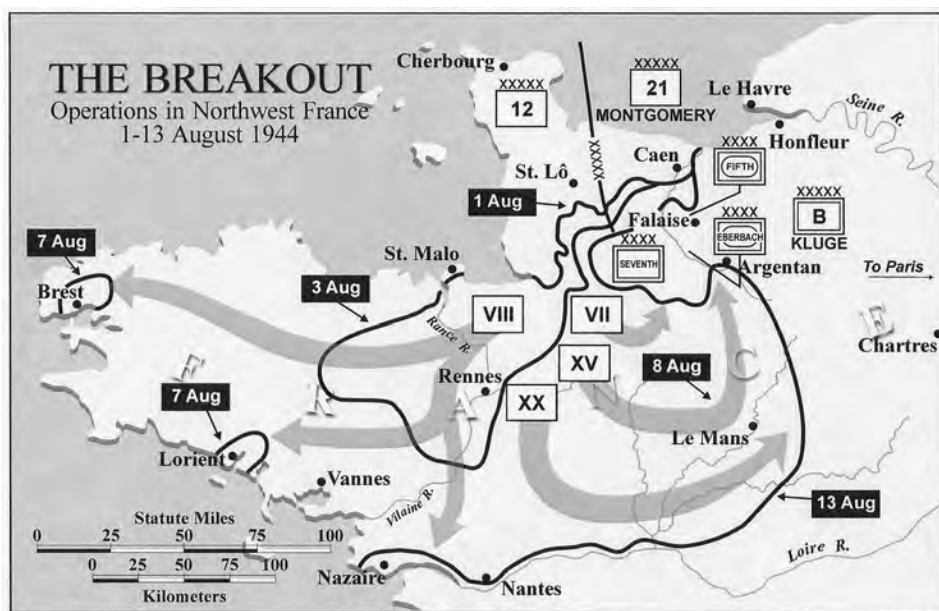 THE BREAKOUT
Operations in Northwest France
1-13 August 1944
Cherbourg
XXXXX
12
XXXXX
21
MONTGOMERY
XXXX
Le Havre
Seine R.
Honfleur
Caen
XXXX
FIFTH
St. Lô
1 Aug
Falaise
XXXX
EBERBACH
XXXXX
B
KLUGE
XXXX
SEVENTH
Argentan
To Paris
7 Aug
Brest
St. Malo
3 Aug
Rance R.
VIII
VII
XV
XX
Rennes
8 Aug
Chartres
F R A N C E
7 Aug
Lorient
Le Mans
Vannes
Vilaine R.
13 Aug
Loire R.
Nazaire
Nantes
Statute Miles
0 25 50 75 100
0 25 50 75 100
Kilometers